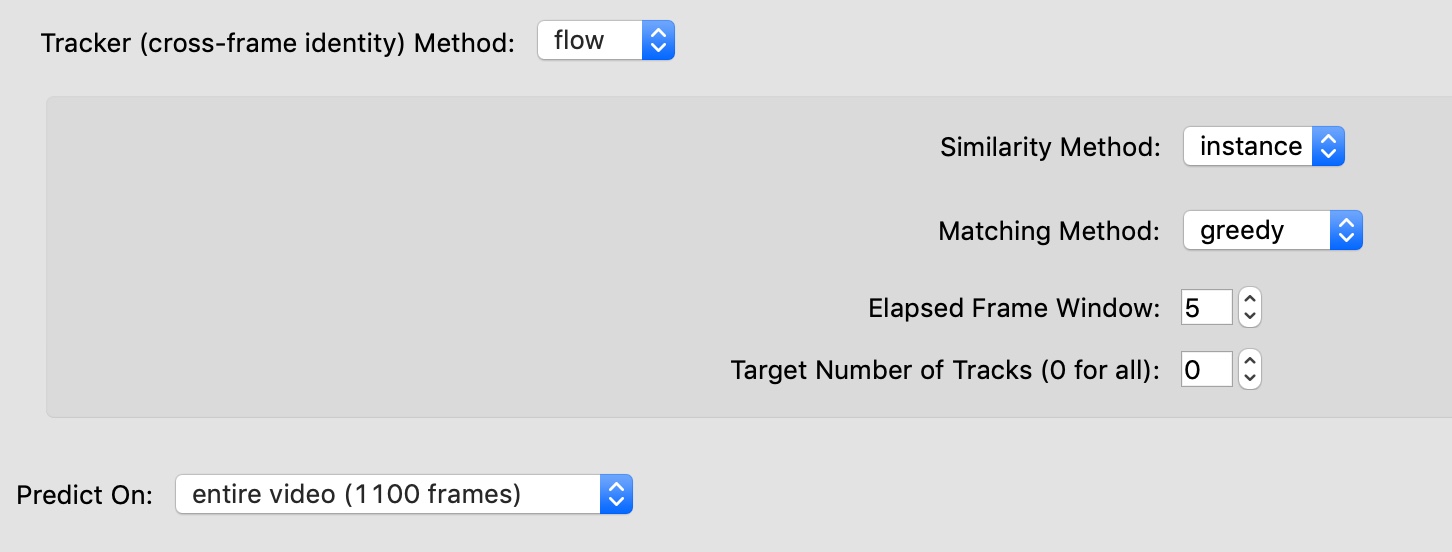 Tracker (cross-frame identity) Method: flow
Similarity Method: instance
Matching Method: greedy
Elapsed Frame Window: 5
Target Number of Tracks (0 for all): 0
Predict On: entire video (1100 frames)